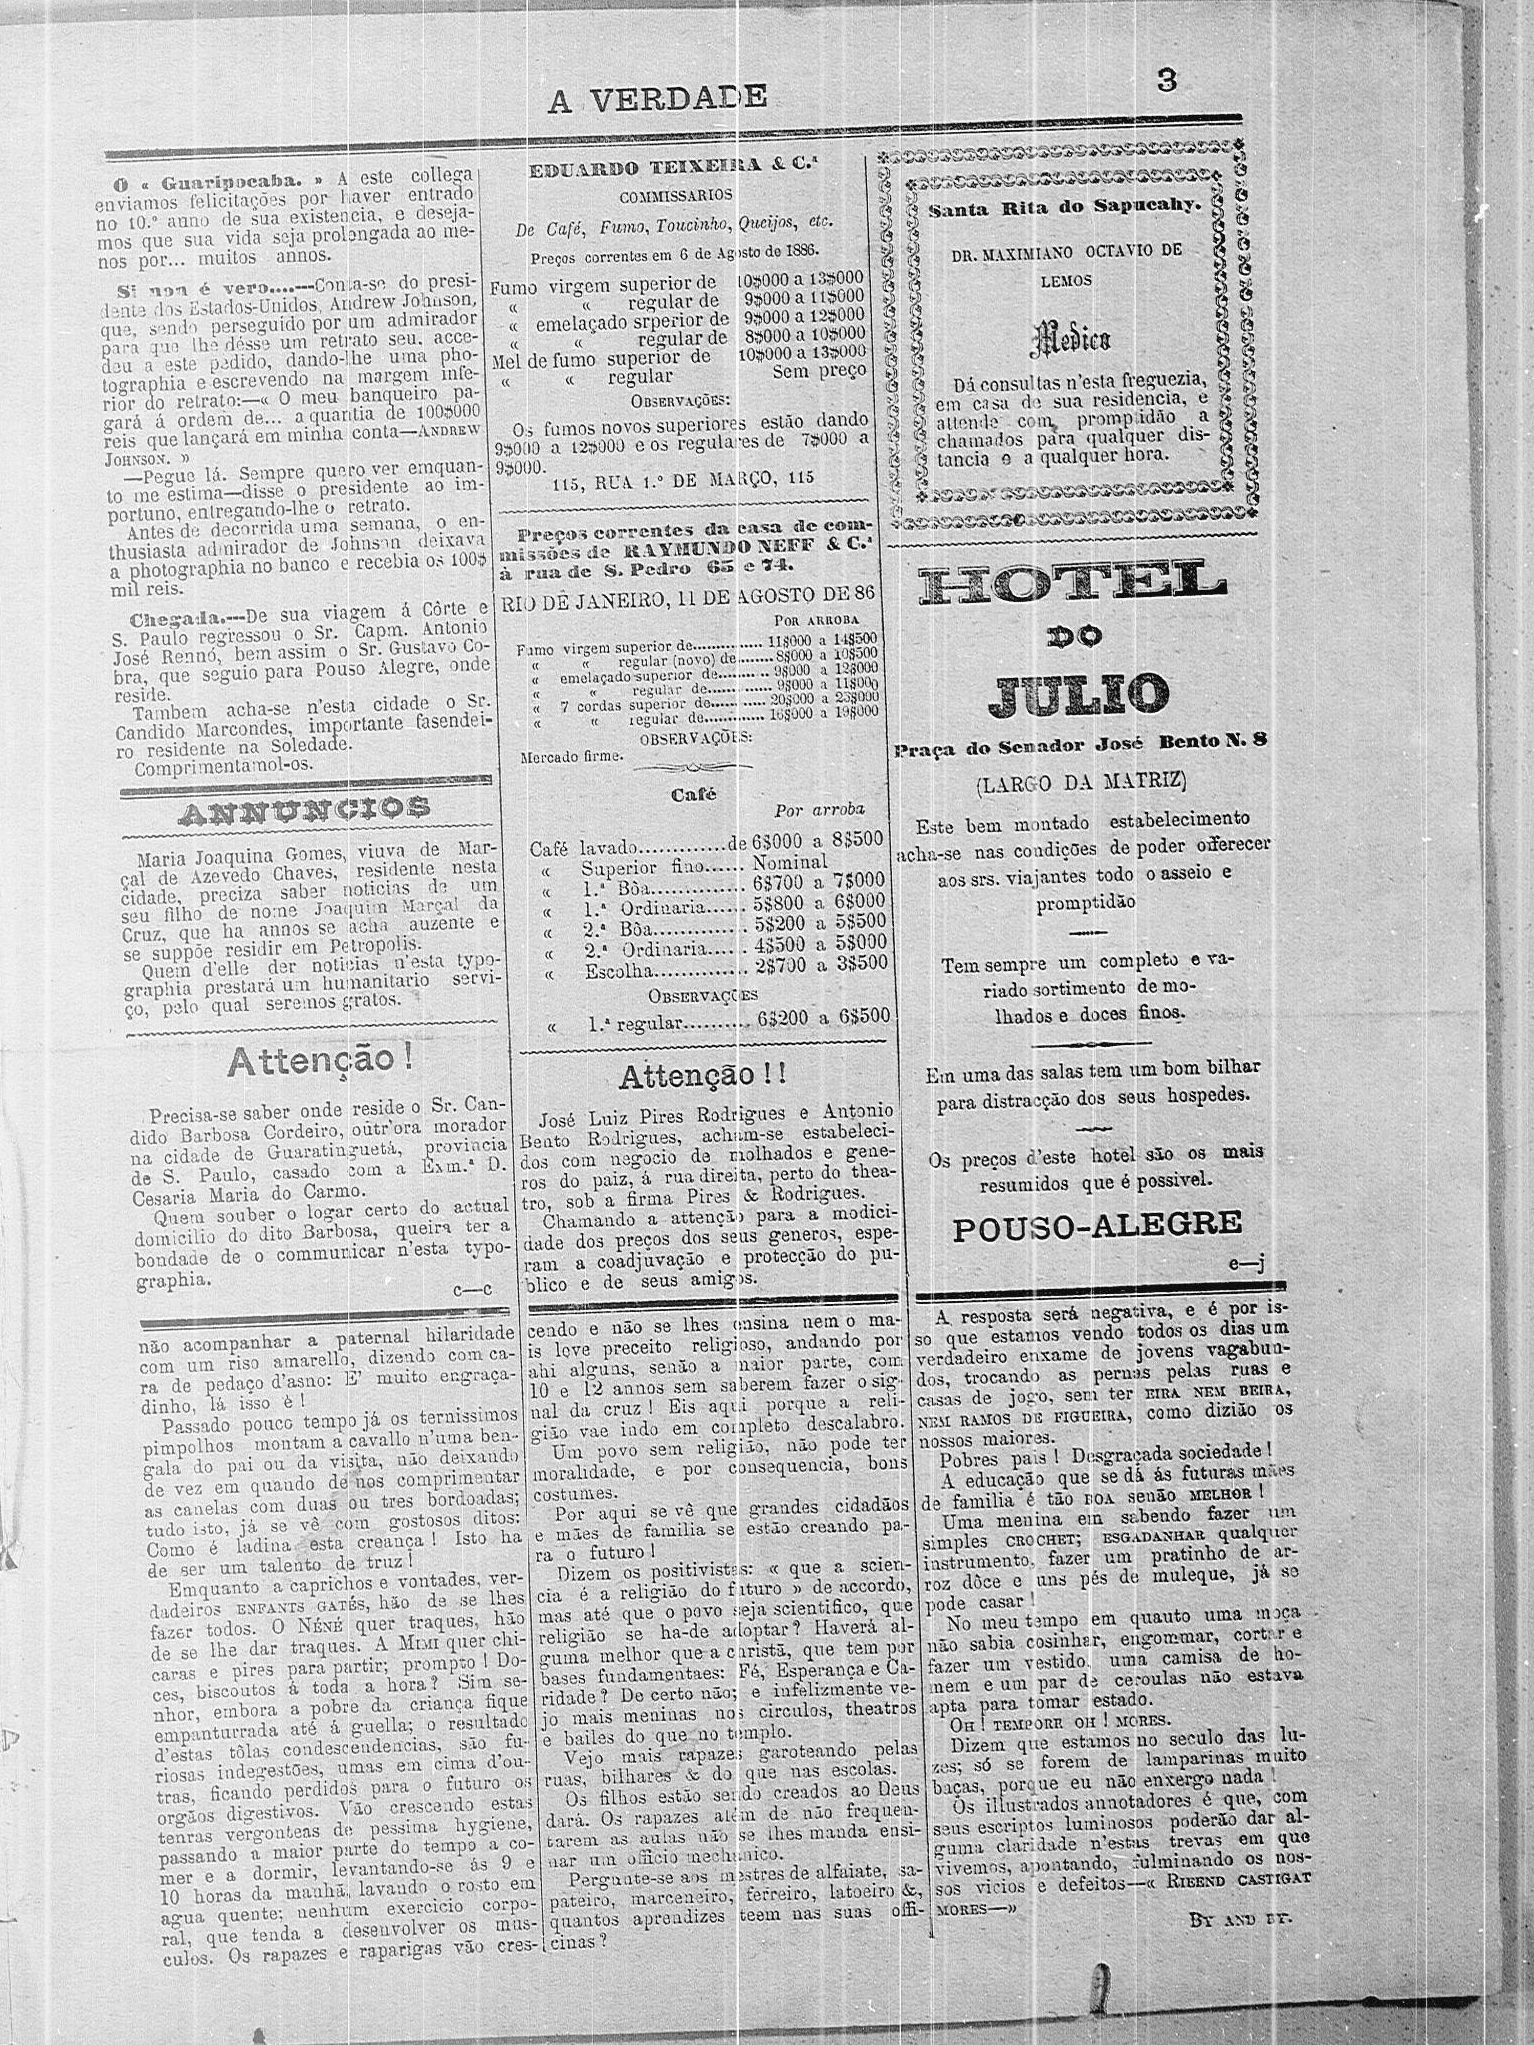 A VERDADE
3
O « Guaripocaba. » A este collega
enviamos felicitações por haver entrado
no 10.º anno de sua existencia, e deseja-
mos que sua vida seja prolongada ao me-
nos por... muitos annos.
Si non é vero....—Conta-se do presi-
dente dos Estados-Unidos, Andrew Johnson,
que, sendo perseguido por um admirador
para que lhe désse um retrato seu, acce-
deu a este pedido, dando-lhe uma pho-
tographia e escrevendo na margem infe-
rior do retrato:—« O meu banqueiro pa-
gará á ordem de... a quantia de 100$000
reis que lançará em minha conta—ANDREW
JOHNSON. »
—Pegue lá. Sempre quero ver emquan-
to me estima—disse o presidente ao im-
portuno, entregando-lhe o retrato.
Antes de decorrida uma semana, o en-
thusiasta admirador de Johnson deixava
a photographia no banco e recebia os 100$
mil reis.
Chegada.—De sua viagem á Côrte e
S. Paulo regressou o Sr. Capm. Antonio
José Rennó, bem assim o Sr. Gustavo Co-
bra, que seguio para Pouso Alegre, onde
reside.
Tambem acha-se n'esta cidade o Sr.
Candido Marcondes, importante fasendei-
ro residente na Soledade.
Comprimentamol-os.
ANNUNCIOS
Maria Joaquina Gomes, viuva de Mar-
çal de Azevedo Chaves, residente nesta
cidade, preciza saber noticias de um
seu filho de nome Joaquim Marçal da
Cruz, que ha annos se acha auzente e
se suppõe residir em Petropolis.
Quem d'elle der noticias n'esta typo-
graphia prestará um humanitario servi-
ço, pelo qual seremos gratos.
Attenção !
Precisa-se saber onde reside o Sr. Can-
dido Barbosa Cordeiro, outr'ora morador
na cidade de Guaratinguetá, provincia
de S. Paulo, casado com a Exm.ª D.
Cesaria Maria do Carmo.
Quem souber o logar certo do actual
domicilio do dito Barbosa, queira ter a
bondade de o communicar n'esta typo-
graphia.
c—c
EDUARDO TEIXEIRA & C.ª
COMMISSARIOS
De Café, Fumo, Toucinho, Queijos, etc.
Preços correntes em 6 de Agosto de 1886.
Fumo virgem superior de 10$000 a 13$000
« « regular de 9$000 a 11$000
« emelaçado srperior de 9$000 a 12$000
« « regular de 8$000 a 10$000
Mel de fumo superior de 10$000 a 13$000
« « regular Sem preço
OBSERVAÇÕES:
Os fumos novos superiores estão dando
9$000 a 12$000 e os regulares de 7$000 a
9$000.
115, RUA 1.º DE MARÇO, 115
Preços correntes da casa de com-
missões de RAYMUNDO NEFF & C.ª
à rua de S. Pedro 65 e 74.
RIO DE JANEIRO, 11 DE AGOSTO DE 86
POR ARROBA
Fumo virgem superior de.............. 11$000 a 14$500
« « regular (novo) de........ 8$000 a 10$500
« emelaçado superior de.......... 9$000 a 12$000
« « regular de............. 9$000 a 11$000
« 7 cordas superior de............ 20$000 a 23$000
« « regular de............. 16$000 a 19$000
OBSERVAÇÕES:
Mercado firme.
Café
Por arroba
Café lavado.............de 6$000 a 8$500
« Superior fino...... Nominal
« 1.ª Bôa.............. 6$700 a 7$000
« 1.ª Ordinaria...... 5$800 a 6$000
« 2.ª Bôa.............. 5$200 a 5$500
« 2.ª Ordinaria...... 4$500 a 5$000
« Escolha.............. 2$700 a 3$500
OBSERVAÇÕES
« 1.ª regular.......... 6$200 a 6$500
Attenção ! !
José Luiz Pires Rodrigues e Antonio
Bento Rodrigues, acham-se estabeleci-
dos com negocio de molhados e gene-
ros do paiz, á rua direita, perto do thea-
tro, sob a firma Pires & Rodrigues.
Chamando a attenção para a modici-
dade dos preços dos seus generos, espe-
ram a coadjuvação e protecção do pu-
blico e de seus amigos.
Santa Rita do Sapucahy.
DR. MAXIMIANO OCTAVIO DE
LEMOS
Medico
Dá consultas n'esta freguezia,
em casa de sua residencia, e
attende com promptidão a
chamados para qualquer dis-
tancia e a qualquer hora.
HOTEL
DO
JULIO
Praça do Senador José Bento N. 8
(LARGO DA MATRIZ)
Este bem montado estabelecimento
acha-se nas condições de poder offerecer
aos srs. viajantes todo o asseio e
promptidão
Tem sempre um completo e va-
riado sortimento de mo-
lhados e doces finos.
Em uma das salas tem um bom bilhar
para distracção dos seus hospedes.
Os preços d'este hotel são os mais
resumidos que é possivel.
POUSO-ALEGRE
e—j
não acompanhar a paternal hilaridade
com um riso amarello, dizendo com ca-
ra de pedaço d'asno: E' muito engraça-
dinho, lá isso é !
Passado pouco tempo já os ternissimos
pimpolhos montam a cavallo n'uma ben-
gala do pai ou da visita, não deixando
de vez em quando de nos comprimentar
as canelas com duas ou tres bordoadas;
tudo isto, já se vê com gostosos ditos:
Como é ladina esta creança ! Isto ha
de ser um talento de truz !
Emquanto a caprichos e vontades, ver-
dadeiros ENFANTS GATÉS, hão de se lhes
fazer todos. O NÉNÉ quer traques, hão
de se lhe dar traques. A MIMI quer chi-
caras e pires para partir; prompto ! Do-
ces, biscoutos á toda a hora? Sim se-
nhor, embora a pobre da criança fique
empanturrada até á guella; o resultado
d'estas tôlas condescendencias, são fu-
riosas indegestões, umas em cima d'ou-
tras, ficando perdidos para o futuro os
orgãos digestivos. Vão crescendo estas
tenras vergonteas de pessima hygiene,
passando a maior parte do tempo a co-
mer e a dormir, levantando-se ás 9 e
10 horas da manhã, lavando o rosto em
agua quente; nenhum exercicio corpo-
ral, que tenda a desenvolver os mus-
culos. Os rapazes e raparigas vão cres-
cendo e não se lhes ensina nem o ma-
is leve preceito religioso, andando por
ahi alguns, senão a maior parte, com
10 e 12 annos sem saberem fazer o sig-
nal da cruz ! Eis aqui porque a reli-
gião vae indo em completo descalabro.
Um povo sem religião, não pode ter
moralidade, e por consequencia, bons
costumes.
Por aqui se vê que grandes cidadãos
e mães de familia se estão creando pa-
ra o futuro !
Dizem os positivistas: « que a scien-
cia é a religião do futuro » de accordo,
mas até que o povo seja scientifico, que
religião se ha-de adoptar? Haverá al-
guma melhor que a christã, que tem por
bases fundamentaes: Fé, Esperança e Ca-
ridade? De certo não; e infelizmente ve-
jo mais meninas nos circulos, theatros
e bailes do que no templo.
Vejo mais rapazes garoteando pelas
ruas, bilhares & do que nas escolas.
Os filhos estão sendo creados ao Deus
dará. Os rapazes além de não frequen-
tarem as aulas não se lhes manda ensi-
nar um officio mechanico.
Pergunte-se aos mestres de alfaiate, sa-
pateiro, marceneiro, ferreiro, latoeiro &,
quantos aprendizes teem nas suas offi-
cinas?
A resposta será negativa, e é por is-
so que estamos vendo todos os dias um
verdadeiro enxame de jovens vagabun-
dos, trocando as pernas pelas ruas e
casas de jogo, sem ter EIRA NEM BEIRA,
NEM RAMOS DE FIGUEIRA, como dizião os
nossos maiores.
Pobres pais ! Desgraçada sociedade !
A educação que se dá ás futuras mães
de familia é tão BOA senão MELHOR !
Uma menina em sabendo fazer um
simples CROCHET; ESGADANHAR qualquer
instrumento, fazer um pratinho de ar-
roz dôce e uns pés de muleque, já se
pode casar !
No meu tempo em quauto uma moça
não sabia cosinhar, engommar, cortar e
fazer um vestido, uma camisa de ho-
mem e um par de ceroulas não estava
apta para tomar estado.
OH ! TEMPORE OH ! MORES.
Dizem que estamos no seculo das lu-
zes; só se forem de lamparinas muito
baças, porque eu não enxergo nada !
Os illustrados annotadores é que, com
seus escriptos luminosos poderão dar al-
guma claridade n'estas trevas em que
vivemos, apontando, fulminando os nos-
sos vicios e defeitos—« RIBEND CASTIGAT
MORES—»
BY AND BY.